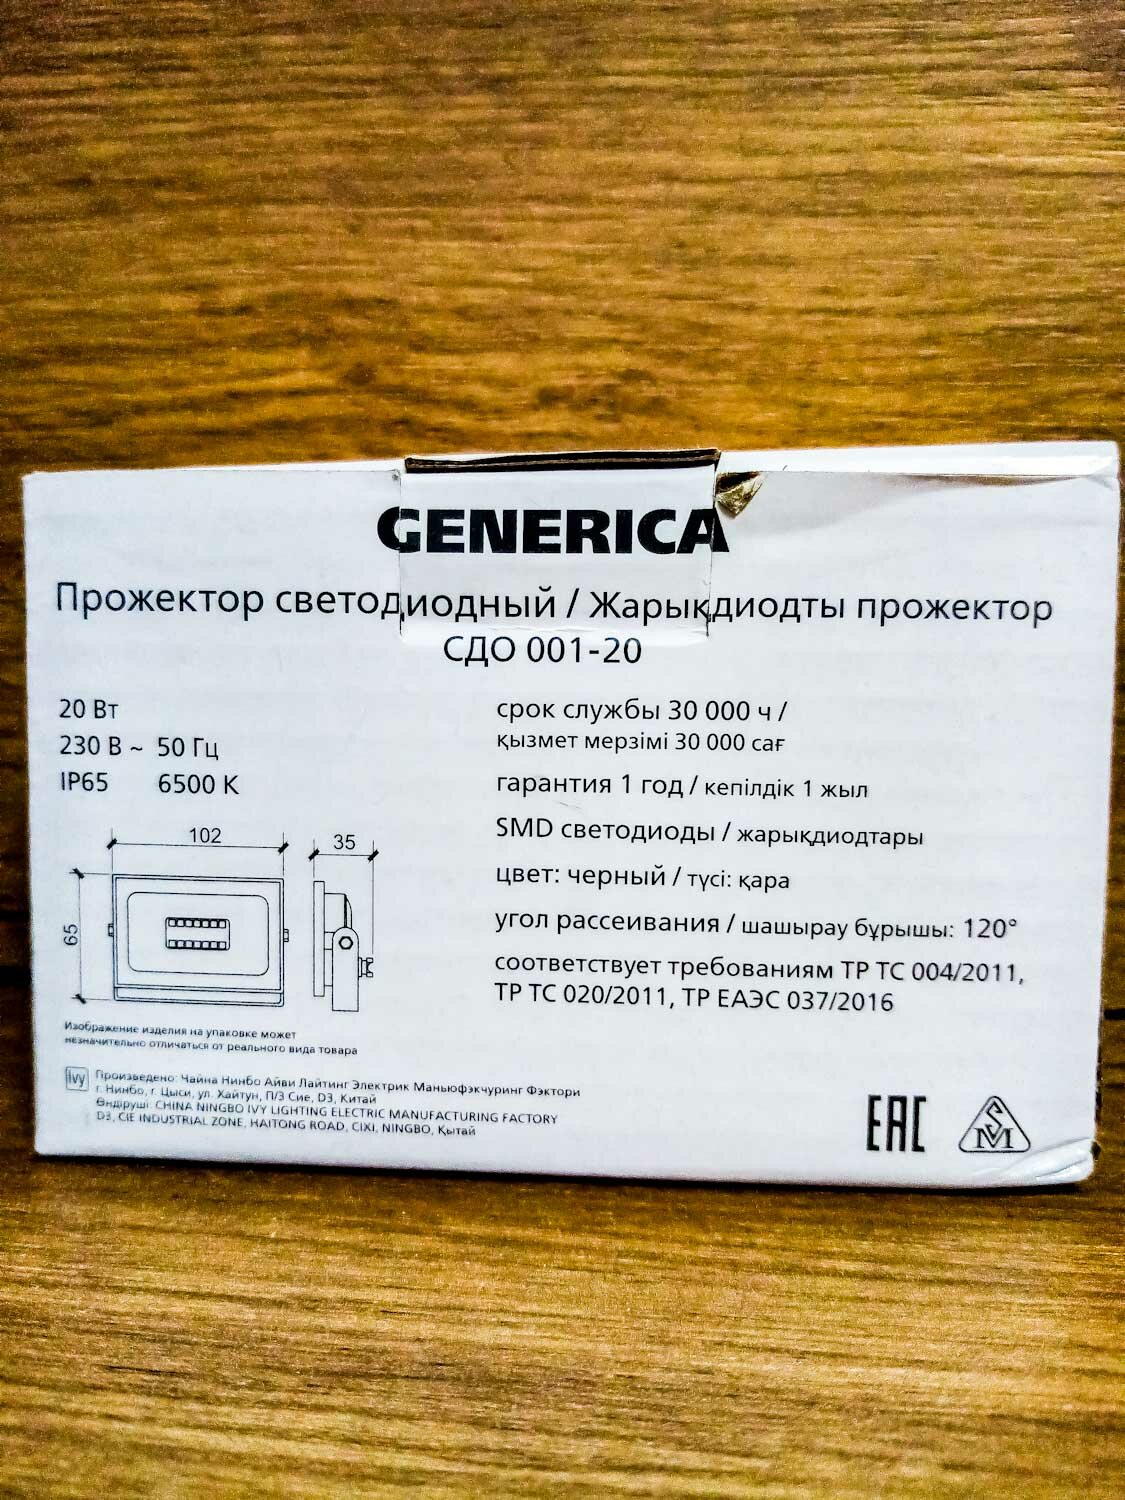 GENERICA
Прожектор светодиодный / Жарықдиодты прожектор
СДО 001-20
20 Вт
230 В ~ 50 Гц
IP65 6500 К
102
35
65
Изображение изделия на упаковке может
незначительно отличаться от реального вида товара
срок службы 30 000 ч /
қызмет мерзімі 30 000 сағ
гарантия 1 год / кепілдік 1 жыл
SMD светодиоды / жарықдиодтары
цвет: черный / түсі: қара
угол рассеивания / шашырау бұрышы: 120°
соответствует требованиям ТР ТС 004/2011,
ТР ТС 020/2011, ТР ЕАЭС 037/2016
ivy
Произведено: Чайна Нинбо Айви Лайтинг Электрик Маньюфэкчуринг Фэктори
г. Нинбо, г. Цыси, ул. Хайтун, П/З Сие, D3, Китай
Өндіруші: CHINA NINGBO IVY LIGHTING ELECTRIC MANUFACTURING FACTORY
D3, CIE INDUSTRIAL ZONE, HAITONG ROAD, CIXI, NINGBO, Қытай
EAC
SM